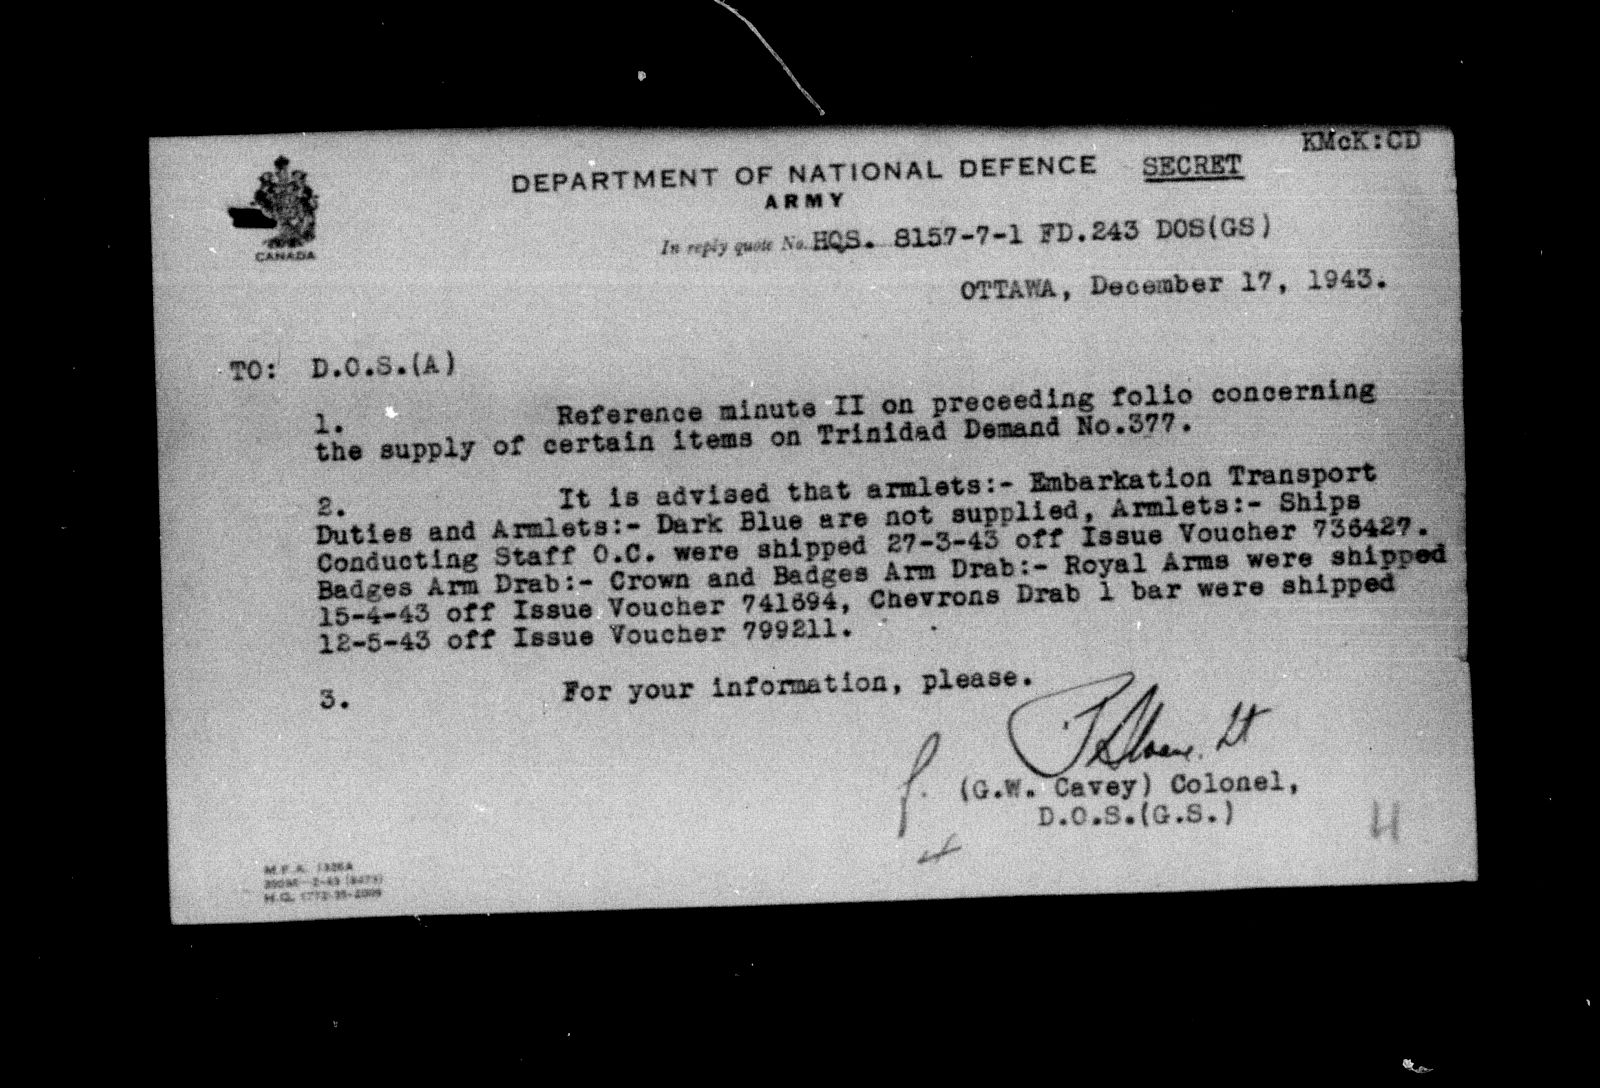 KMcK:CD
DEPARTMENT OF NATIONAL DEFENCE SECRET
ARMY
In reply quote No. HQS. 8157-7-1 FD.243 DOS(GS)
CANADA
OTTAWA, December 17, 1943.
TO: D.O.S.(A)
1. Reference minute II on preceeding folio concerning
the supply of certain items on Trinidad Demand No.377.
2. It is advised that armlets:- Embarkation Transport
Duties and Armlets:- Dark Blue are not supplied, Armlets:- Ships
Conducting Staff O.C. were shipped 27-3-43 off Issue Voucher 736427.
Badges Arm Drab:- Crown and Badges Arm Drab:- Royal Arms were shipped
15-4-43 off Issue Voucher 741694, Chevrons Drab 1 bar were shipped
12-5-43 off Issue Voucher 799211.
3. For your information, please.
Sloane. Lt
(G.W. Cavey) Colonel,
D.O.S.(G.S.)
4
M.F.A. 1326A
H.Q.